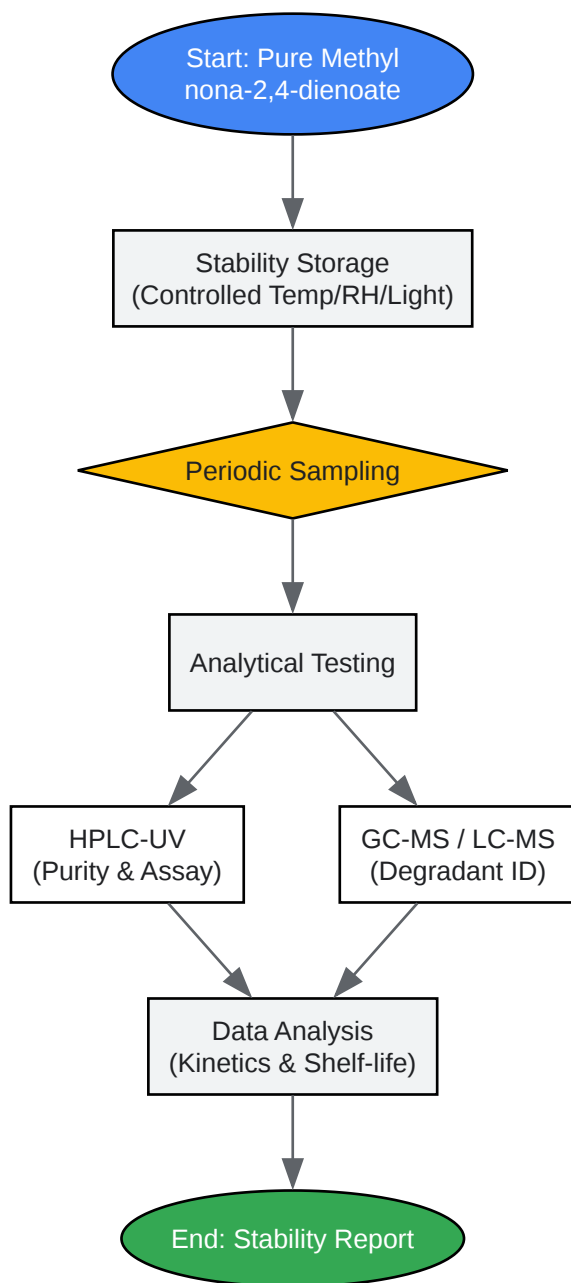 Start: Pure Methyl
nona-2,4-dienoate
Stability Storage
(Controlled Temp/RH/Light)
Periodic Sampling
Analytical Testing
HPLC-UV
(Purity & Assay)
GC-MS / LC-MS
(Degradant ID)
Data Analysis
(Kinetics & Shelf-life)
End: Stability Report